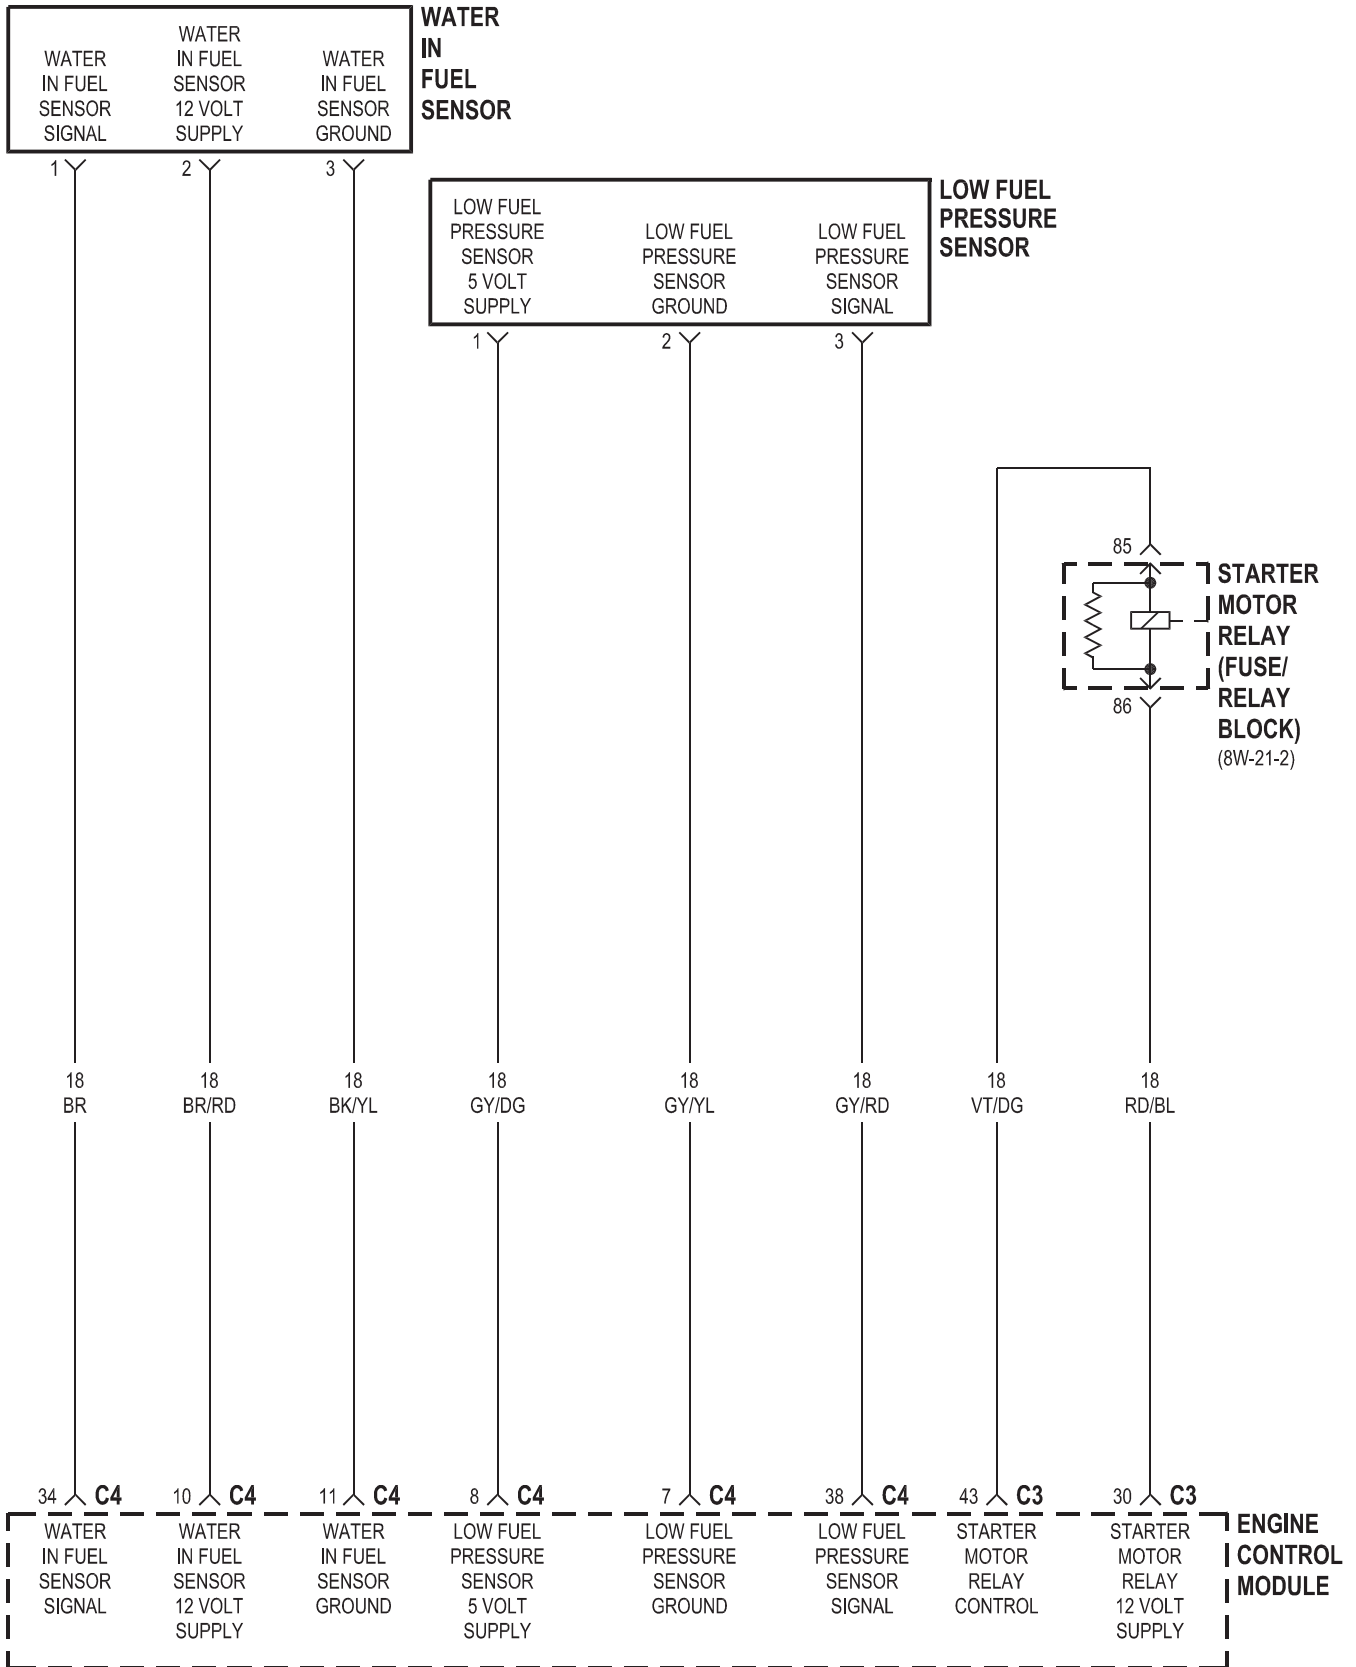 WATER
IN FUEL
SENSOR
SIGNAL
WATER
IN FUEL
SENSOR
12 VOLT
SUPPLY
WATER
IN FUEL
SENSOR
GROUND
WATER
IN
FUEL
SENSOR
1
2
3
LOW FUEL
PRESSURE
SENSOR
5 VOLT
SUPPLY
LOW FUEL
PRESSURE
SENSOR
GROUND
LOW FUEL
PRESSURE
SENSOR
SIGNAL
LOW FUEL
PRESSURE
SENSOR
1
2
3
85
STARTER
MOTOR
RELAY
(FUSE/
RELAY
BLOCK)
(8W-21-2)
86
18
BR
18
BR/RD
18
BK/YL
18
GY/DG
18
GY/YL
18
GY/RD
18
VT/DG
18
RD/BL
34 C4
10 C4
11 C4
8 C4
7 C4
38 C4
43 C3
30 C3
WATER
IN FUEL
SENSOR
SIGNAL
WATER
IN FUEL
SENSOR
12 VOLT
SUPPLY
WATER
IN FUEL
SENSOR
GROUND
LOW FUEL
PRESSURE
SENSOR
5 VOLT
SUPPLY
LOW FUEL
PRESSURE
SENSOR
GROUND
LOW FUEL
PRESSURE
SENSOR
SIGNAL
STARTER
MOTOR
RELAY
CONTROL
STARTER
MOTOR
RELAY
12 VOLT
SUPPLY
ENGINE
CONTROL
MODULE